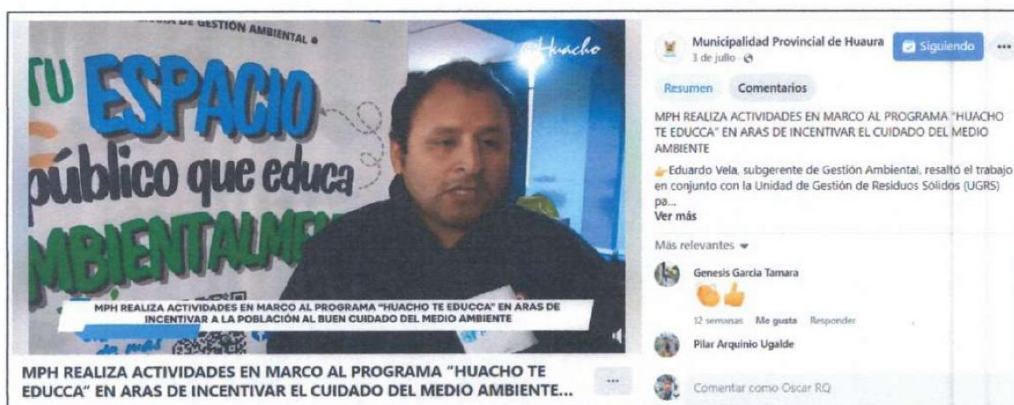 DE GESTIÓN AMBIENTAL
TU
ESPACIO
público que educa
AMBIENTALME
Huacho
MPH REALIZA ACTIVIDADES EN MARCO AL PROGRAMA “HUACHO TE EDUCCA” EN ARAS DE
INCENTIVAR A LA POBLACIÓN AL BUEN CUIDADO DEL MEDIO AMBIENTE
de más
MPH REALIZA ACTIVIDADES EN MARCO AL PROGRAMA “HUACHO TE
EDUCCA” EN ARAS DE INCENTIVAR EL CUIDADO DEL MEDIO AMBIENTE...
...
Municipalidad Provincial de Huaura
Siguiendo
...
3 de julio ·
Resumen
Comentarios
MPH REALIZA ACTIVIDADES EN MARCO AL PROGRAMA “HUACHO
TE EDUCCA” EN ARAS DE INCENTIVAR EL CUIDADO DEL MEDIO
AMBIENTE
👉Eduardo Vela, subgerente de Gestión Ambiental, resaltó el trabajo
en conjunto con la Unidad de Gestión de Residuos Sólidos (UGRS)
pa...
Ver más
Más relevantes
Genesis Garcia Tamara
👏👍
12 semanas Me gusta Responder
Pilar Arquinio Ugalde
Comentar como Oscar RQ